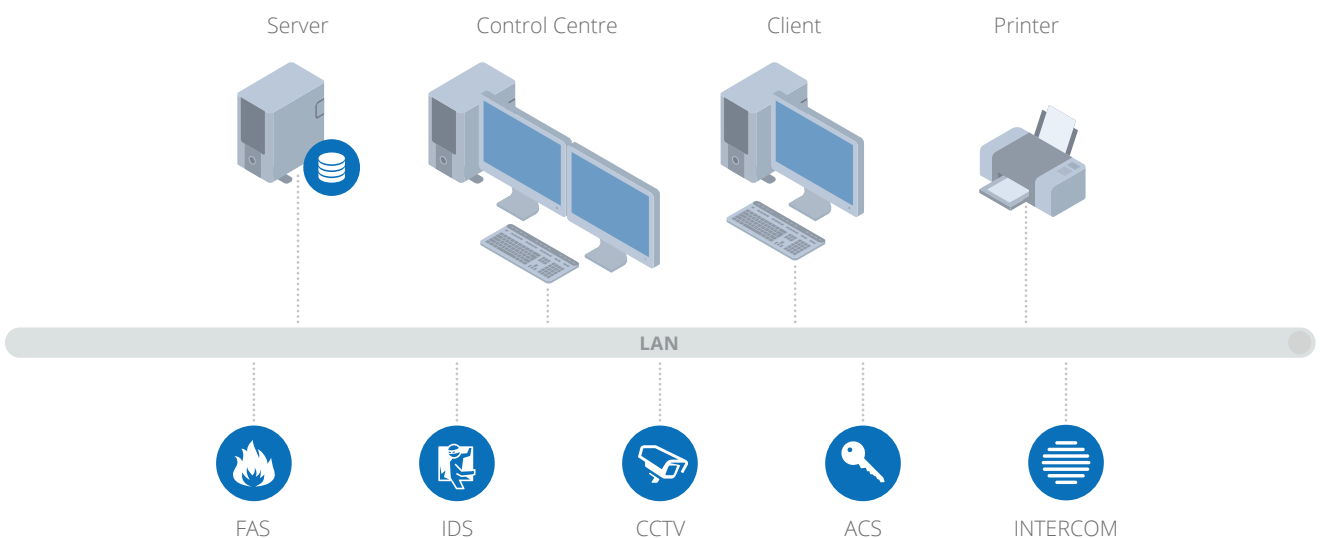 Server
Control Centre
Client
Printer
LAN
FAS
IDS
CCTV
ACS
INTERCOM